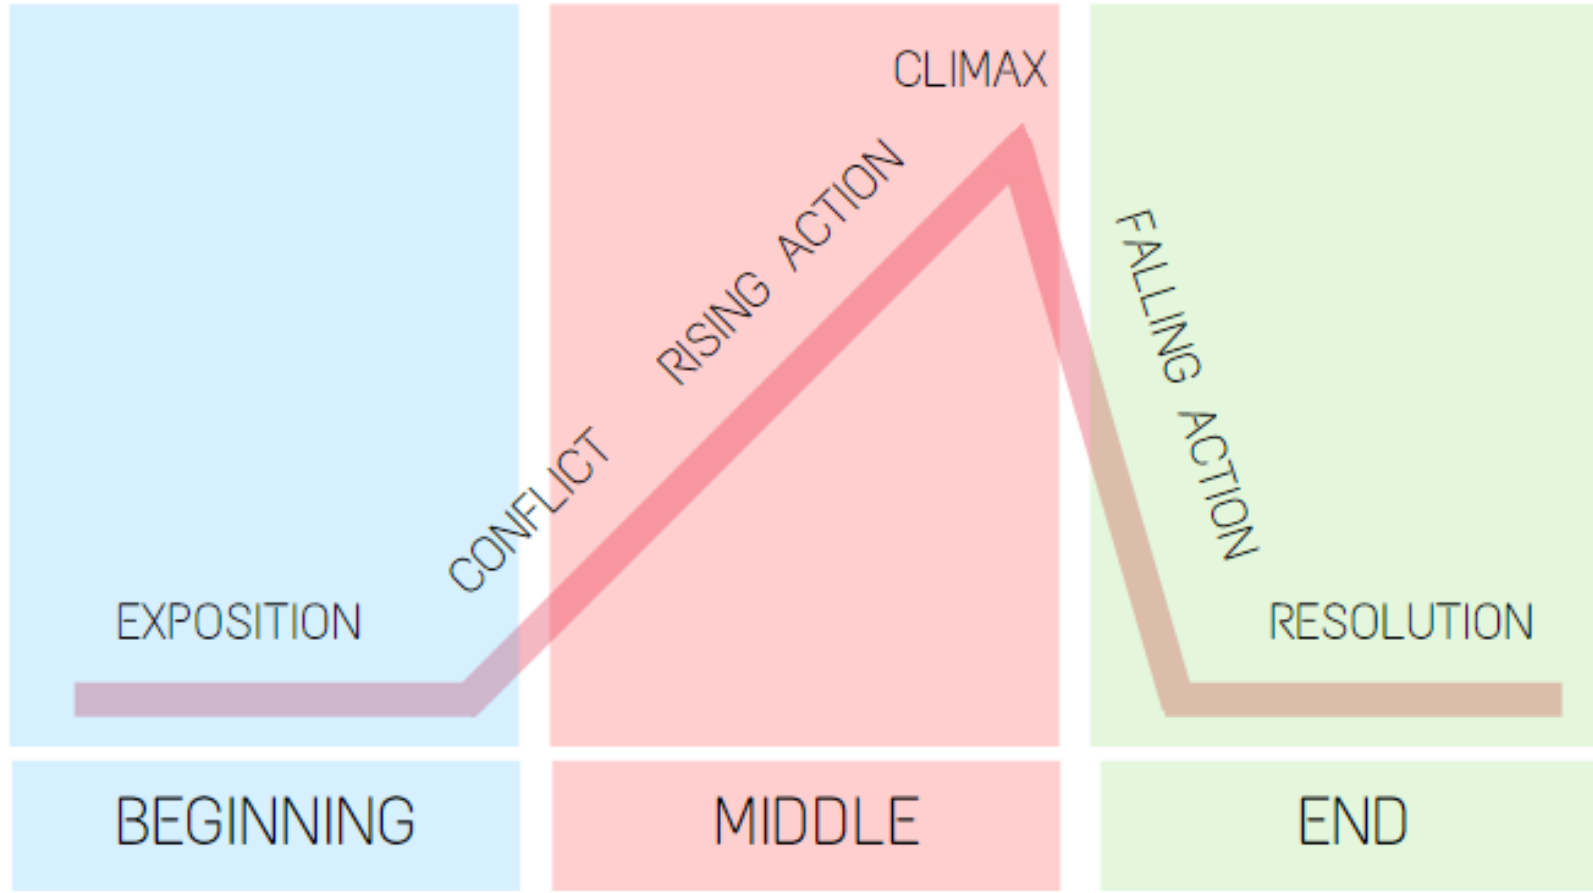 CLIMAX
RISING ACTION
FALLING ACTION
CONFLICT
EXPOSITION
RESOLUTION
BEGINNING
MIDDLE
END